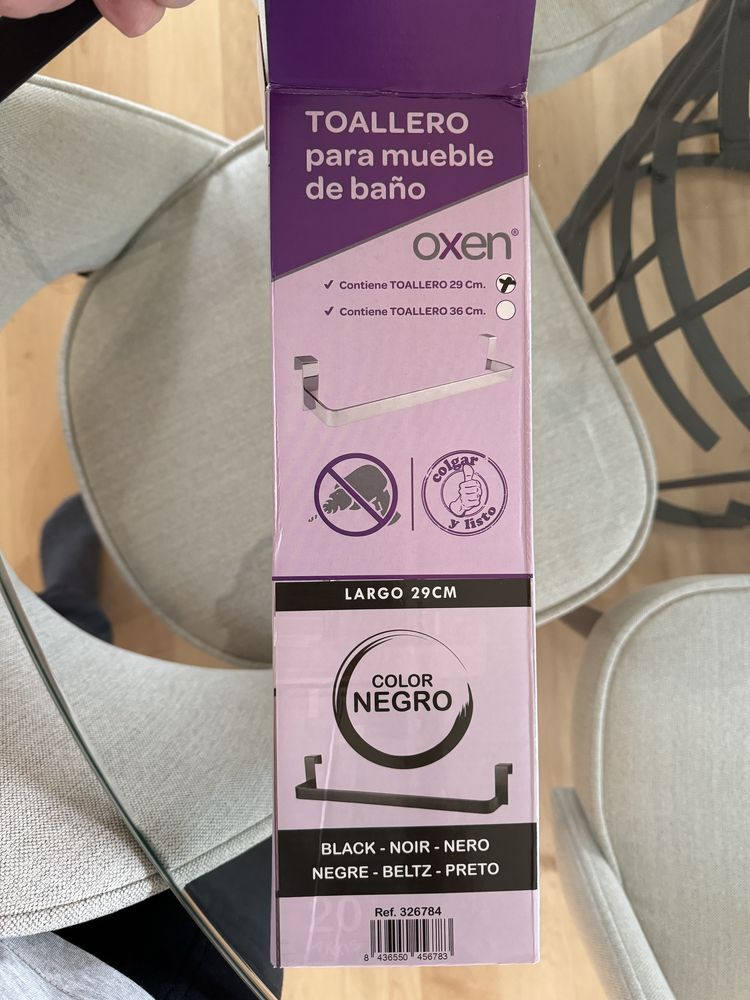 TOALLERO
para mueble
de baño
oxen®
✓ Contiene TOALLERO 29 Cm.
✓ Contiene TOALLERO 36 Cm.
colgar
y listo
LARGO 29CM
COLOR
NEGRO
BLACK - NOIR - NERO
NEGRE - BELTZ - PRETO
20
Ref. 326784
8 436550 456783